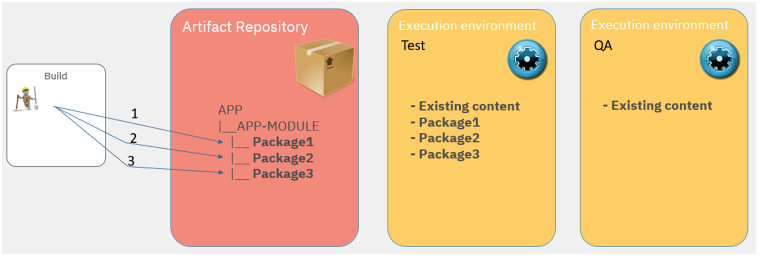 Build
1
2
3
Artifact Repository
APP
|__APP-MODULE
|__ Package1
|__ Package2
|__ Package3
Execution environment
Test
- Existing content
- Package1
- Package2
- Package3
Execution environment
QA
- Existing content